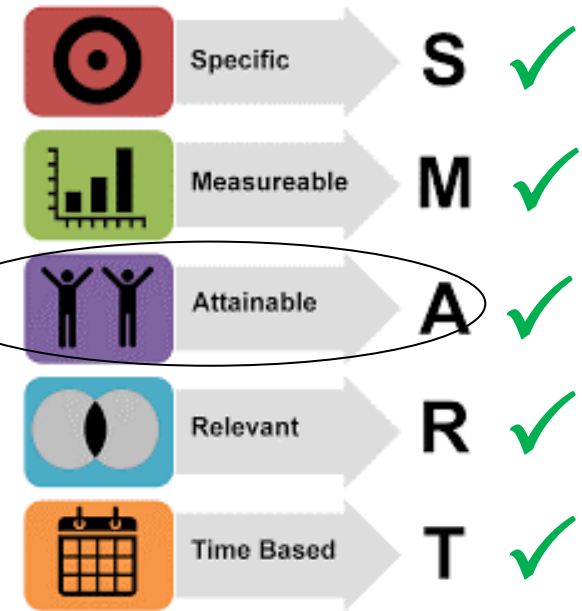 Specific S
Measureable M
Attainable A
Relevant R
Time Based T